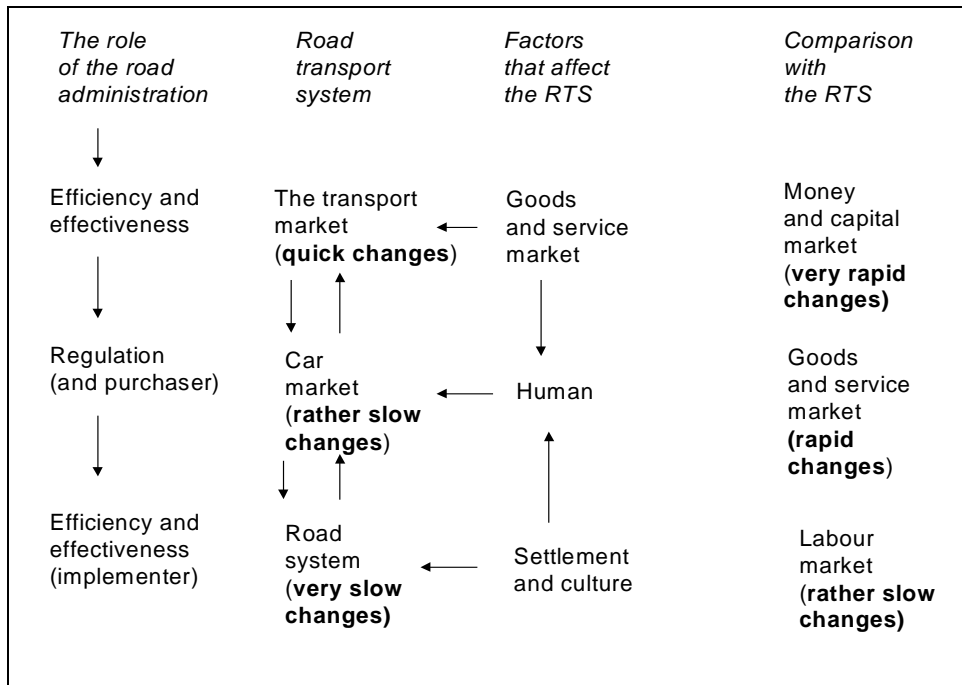 The role
of the road
administration
Road
transport
system
Factors
that affect
the RTS
Comparison
with
the RTS
Efficiency and
effectiveness
The transport
market
(quick changes)
Goods
and service
market
Money
and capital
market
(very rapid
changes)
Regulation
(and purchaser)
Car
market
(rather slow
changes)
Human
Goods
and service
market
(rapid
changes)
Efficiency and
effectiveness
(implementer)
Road
system
(very slow
changes)
Settlement
and culture
Labour
market
(rather slow
changes)